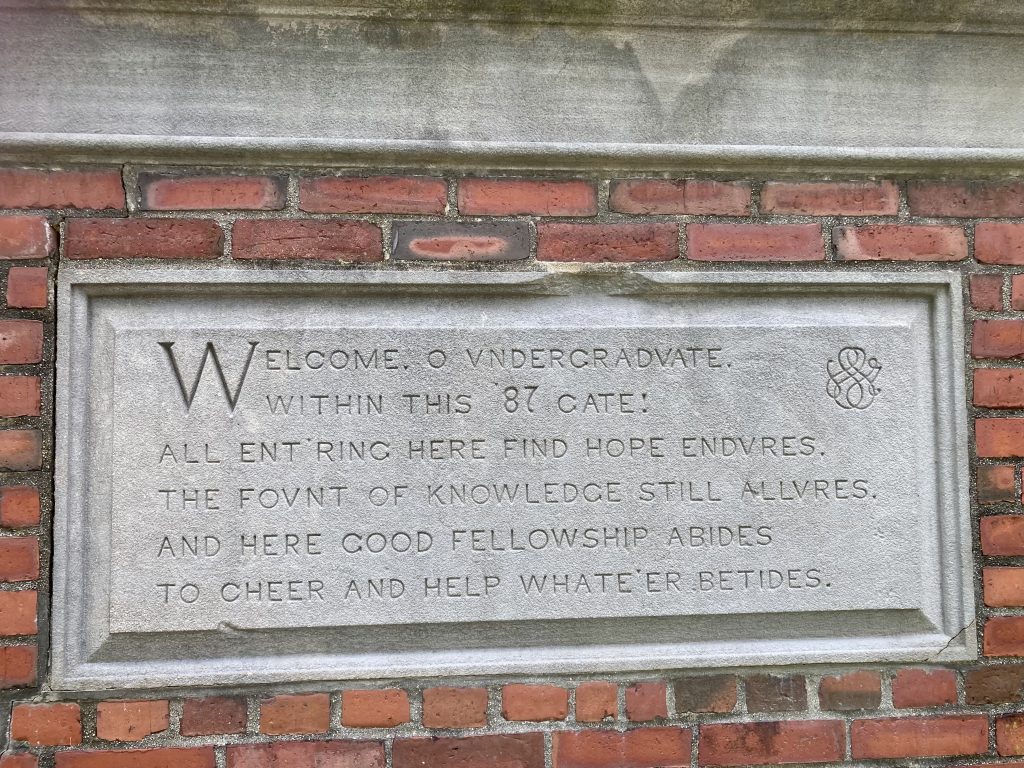 WELCOME, O VNDERGRADVATE,
WITHIN THIS '87 GATE!
ALL ENT'RING HERE FIND HOPE ENDVRES,
THE FOVNT OF KNOWLEDGE STILL ALLVRES,
AND HERE GOOD FELLOWSHIP ABIDES
TO CHEER AND HELP WHATE'ER BETIDES.